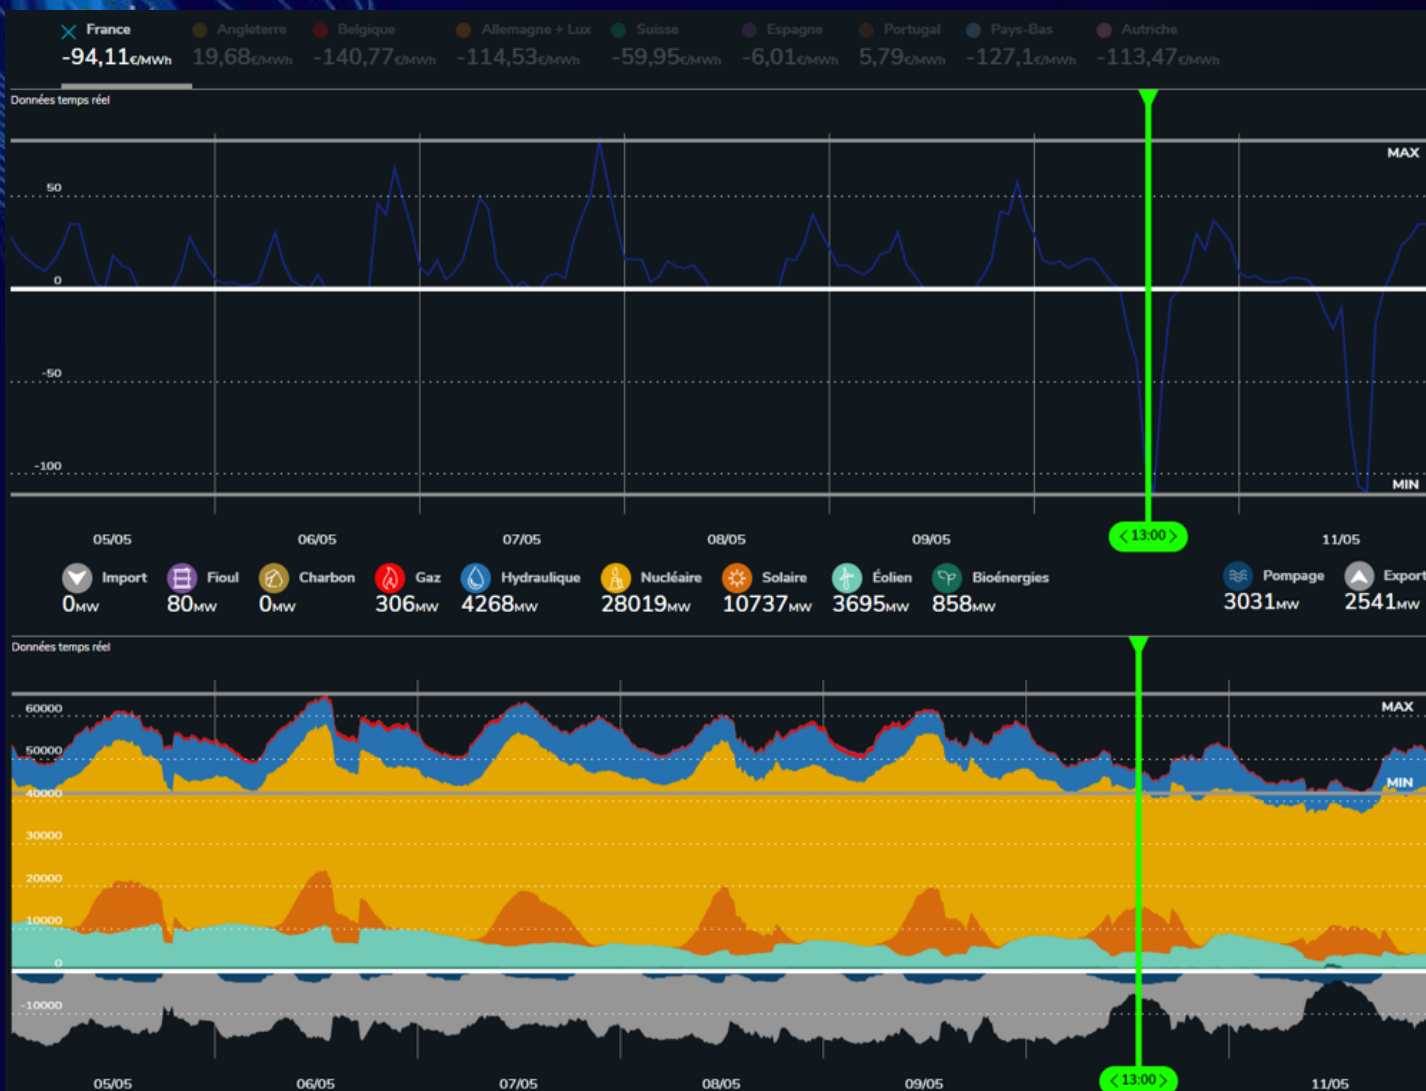 France Angleterre Belgique Allemagne + Lux Suisse Espagne Portugal Pays-Bas Autriche
-94,11€/MWh 19,68€/MWh -140,77€/MWh -114,53€/MWh -59,95€/MWh -6,01€/MWh 5,79€/MWh -127,1€/MWh -113,47€/MWh
Données temps réel
MAX
50
0
-50
-100
MIN
05/05 06/05 07/05 08/05 09/05 < 13:00 > 11/05
Import Fioul Charbon Gaz Hydraulique Nucléaire Solaire Éolien Bioénergies Pompage Export
0MW 80MW 0MW 306MW 4268MW 28019MW 10737MW 3695MW 858MW 3031MW 2541MW
Données temps réel
MAX
60000
50000
MIN
40000
30000
20000
10000
0
-10000
05/05 06/05 07/05 08/05 09/05 < 13:00 > 11/05